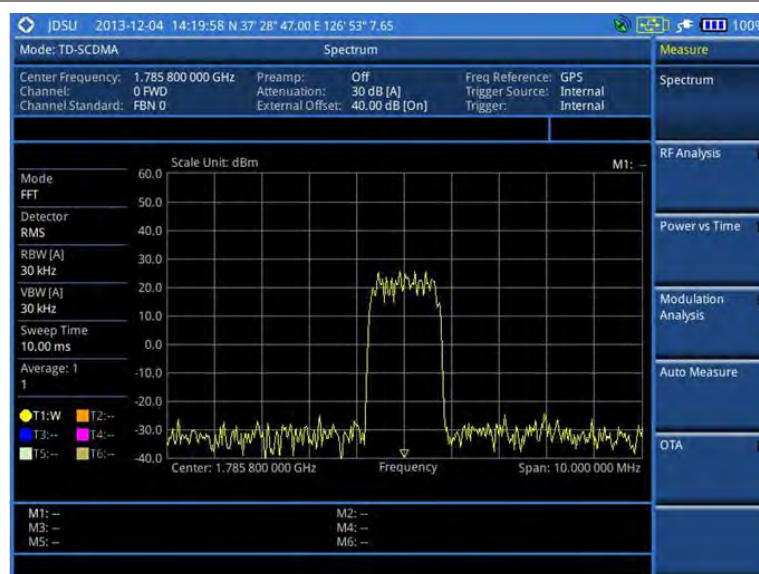 JDSU 2013-12-04 14:19:58 N 37' 28" 47.00 E 126' 53" 7.65 100%
Mode: TD-SCDMA Spectrum Measure
Center Frequency: 1.785 800 000 GHz Preamp: Off Freq Reference: GPS
Channel: 0 FWD Attenuation: 30 dB [A] Trigger Source: Internal
Channel Standard: FBN 0 External Offset: 40.00 dB [On] Trigger: Internal
Scale Unit: dBm M1: --
Mode
FFT
Detector
RMS
RBW [A]
30 kHz
VBW [A]
30 kHz
Sweep Time
10.00 ms
Average: 1
1
T1:W T2:--
T3:-- T4:--
T5:-- T6:--
60.0
50.0
40.0
30.0
20.0
10.0
0.0
-10.0
-20.0
-30.0
-40.0
Center: 1.785 800 000 GHz Frequency Span: 10.000 000 MHz
M1: -- M2: --
M3: -- M4: --
M5: -- M6: --
Spectrum
RF Analysis
Power vs Time
Modulation
Analysis
Auto Measure
OTA